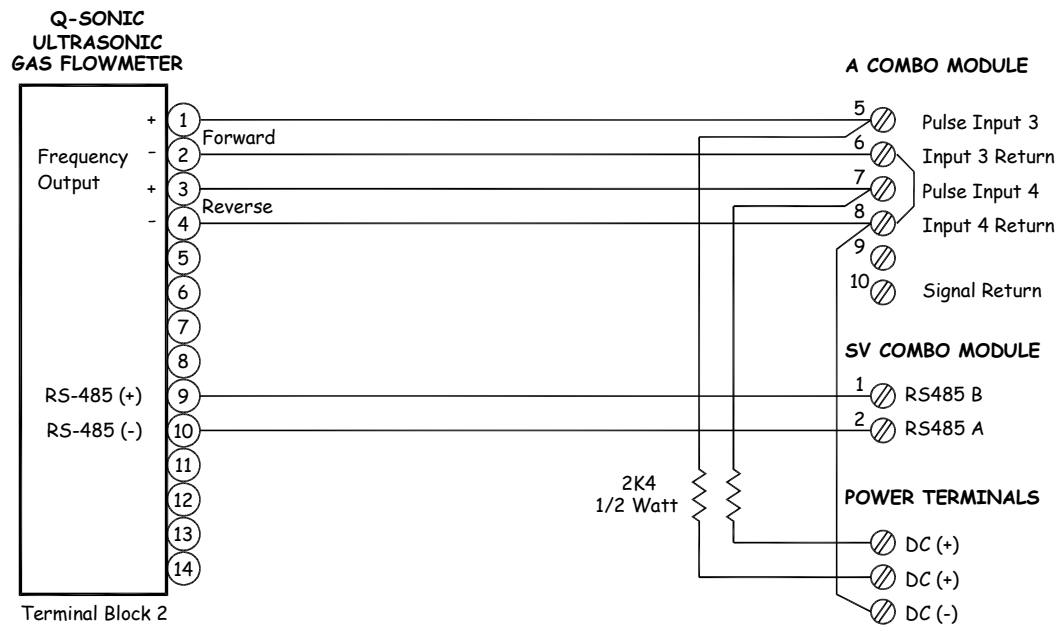 Q-SONIC
ULTRASONIC
GAS FLOWMETER
A COMBO MODULE
+ 1
Forward
- 2
Frequency
Output
+ 3
Reverse
- 4
5
6
7
8
RS-485 (+) 9
RS-485 (-) 10
11
12
13
14
Terminal Block 2
5 Pulse Input 3
6 Input 3 Return
7 Pulse Input 4
8 Input 4 Return
9
10 Signal Return
SV COMBO MODULE
1 RS485 B
2 RS485 A
2K4
1/2 Watt
POWER TERMINALS
DC (+)
DC (+)
DC (-)